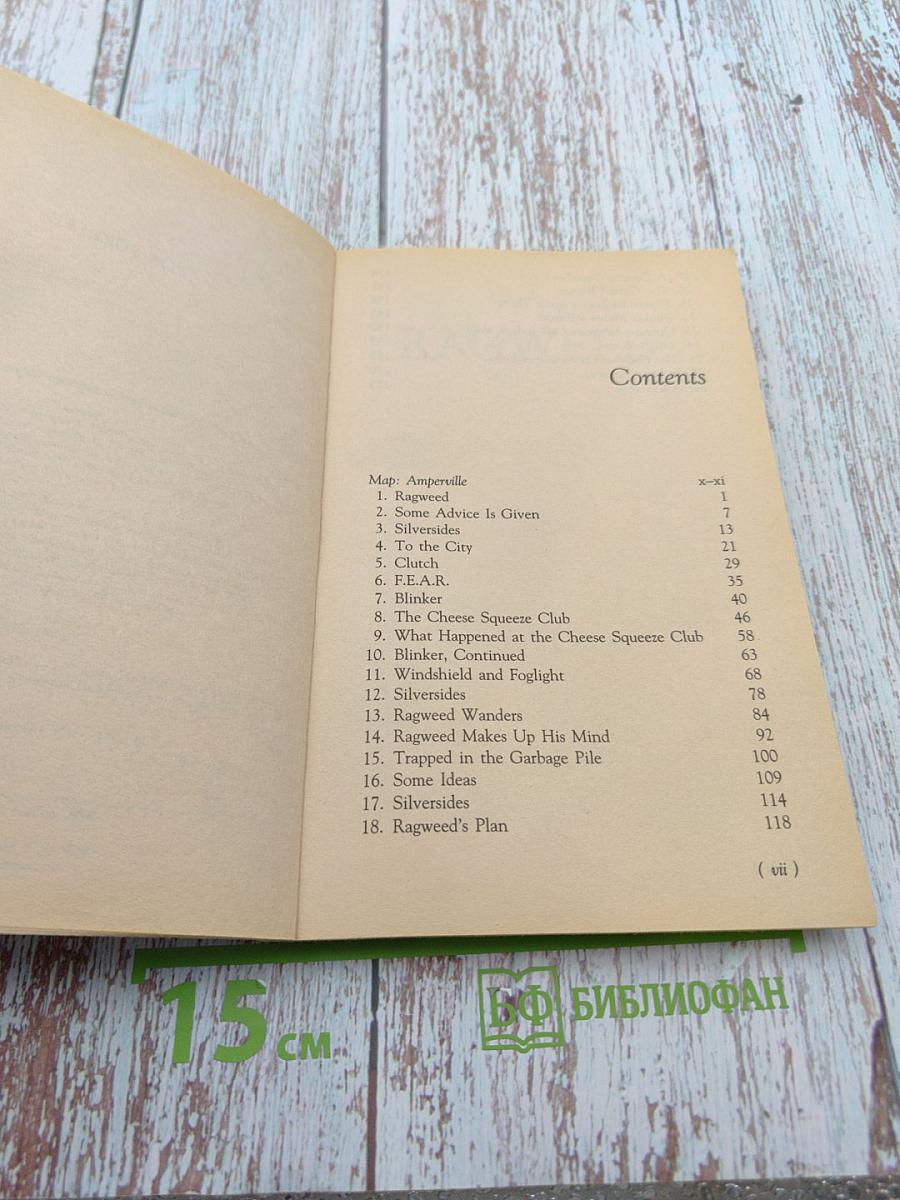 Contents
Map: Amperville x–xi
1. Ragweed 1
2. Some Advice Is Given 7
3. Silversides 13
4. To the City 21
5. Clutch 29
6. F.E.A.R. 35
7. Blinker 40
8. The Cheese Squeeze Club 46
9. What Happened at the Cheese Squeeze Club 58
10. Blinker, Continued 63
11. Windshield and Foglight 68
12. Silversides 78
13. Ragweed Wanders 84
14. Ragweed Makes Up His Mind 92
15. Trapped in the Garbage Pile 100
16. Some Ideas 109
17. Silversides 114
18. Ragweed's Plan 118
( vii )
15 см
БФ БИБЛИОФАН